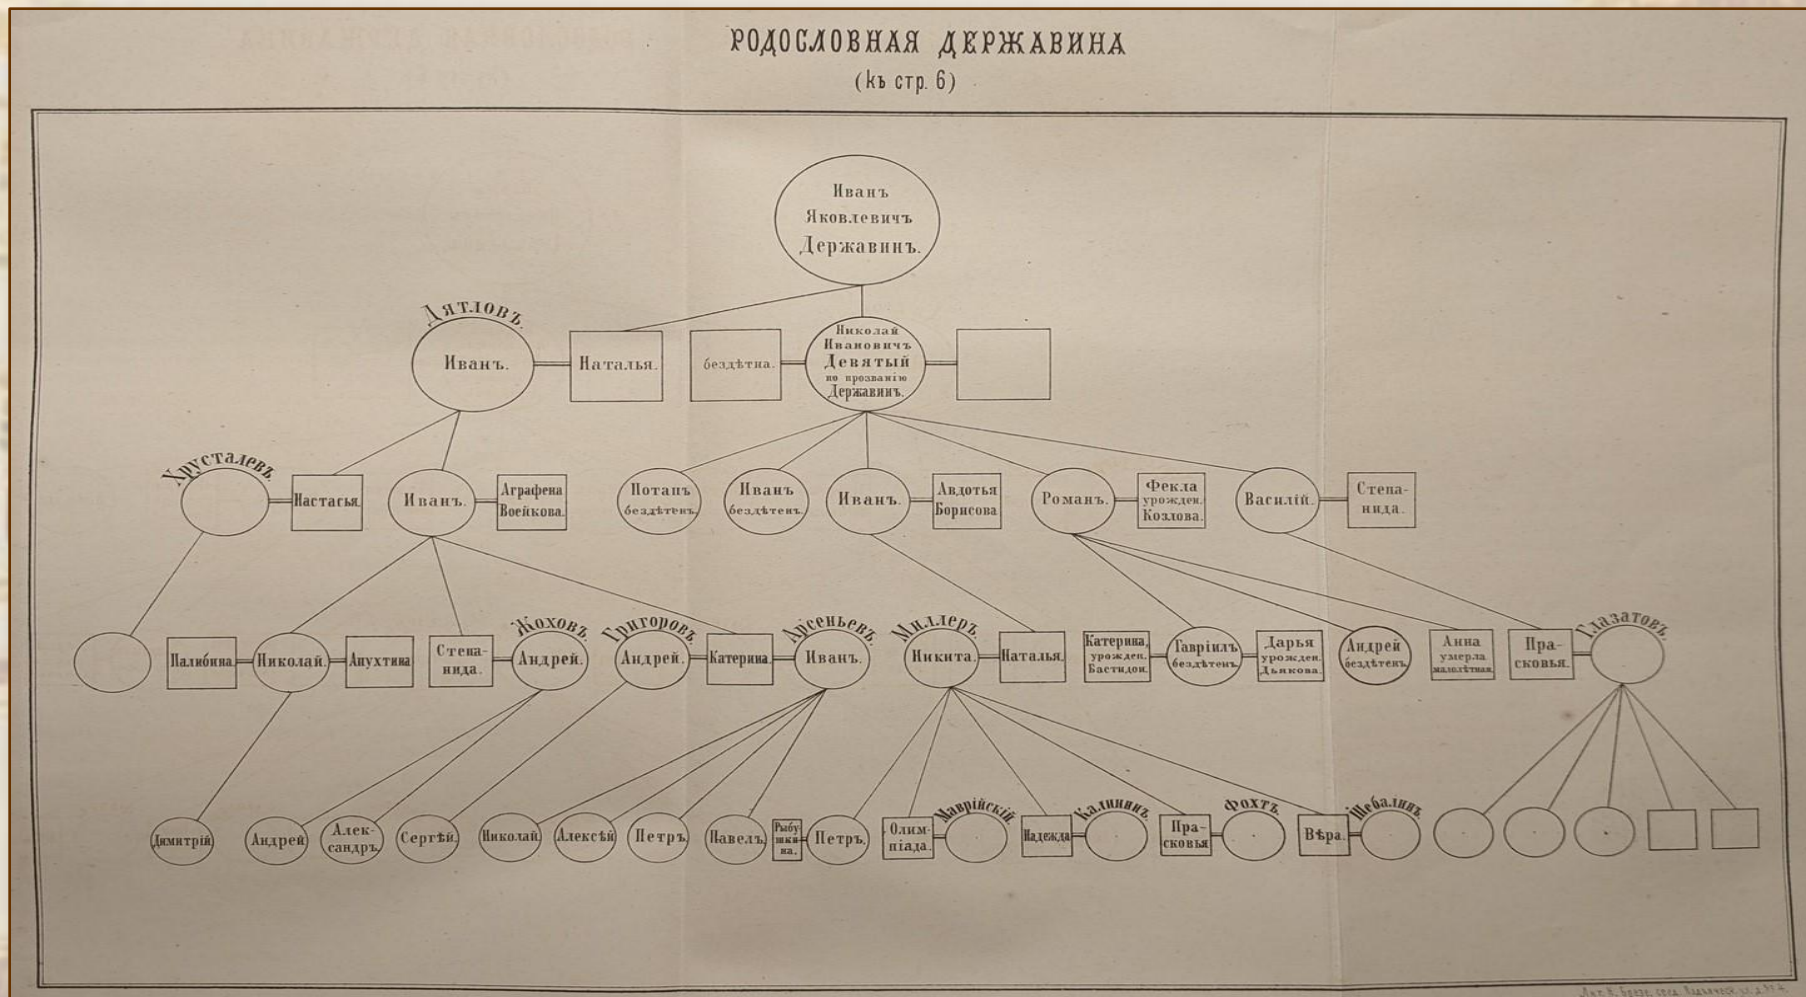 РОДОСЛОВНАЯ ДЕРЖАВИНА
(къ стр. 6)
Иванъ
Яковлевичъ
Державинъ.
Дятловъ.
Иванъ.
Наталья.
бездѣтна.
Николай
Ивановичъ
Девятый
по прозванію
Державинъ.
Хрусталевъ.
Настасья.
Иванъ.
Аграфена
Воейкова.
Потапъ
бездѣтенъ.
Иванъ
бездѣтенъ.
Иванъ.
Авдотья
Борисова
Романъ.
Фекла
урожден.
Козлова.
Василій.
Степа-
нида.
Палибина.
Николай.
Апухтина
Степа-
нида.
Жоховъ.
Андрей.
Григоровъ.
Андрей.
Катерина.
Арсеньевъ.
Иванъ.
Миллеръ.
Никита.
Наталья.
Катерина,
урожден.
Бастидон.
Гавріилъ
бездѣтенъ.
Дарья
урожден.
Дьякова.
Андрей
бездѣтенъ.
Анна
умерла
малолѣтная.
Пра-
сковья.
Глазатовъ.
Димитрій.
Андрей
Алек-
сандръ.
Сергѣй.
Николай.
Алексѣй
Петръ.
Павелъ.
Рыбу-
шки-
на.
Петръ.
Олим-
піада.
Маврійскій
Надежда
Калининъ.
Пра-
сковья
Фохтъ.
Вѣра.
Шебалинъ.